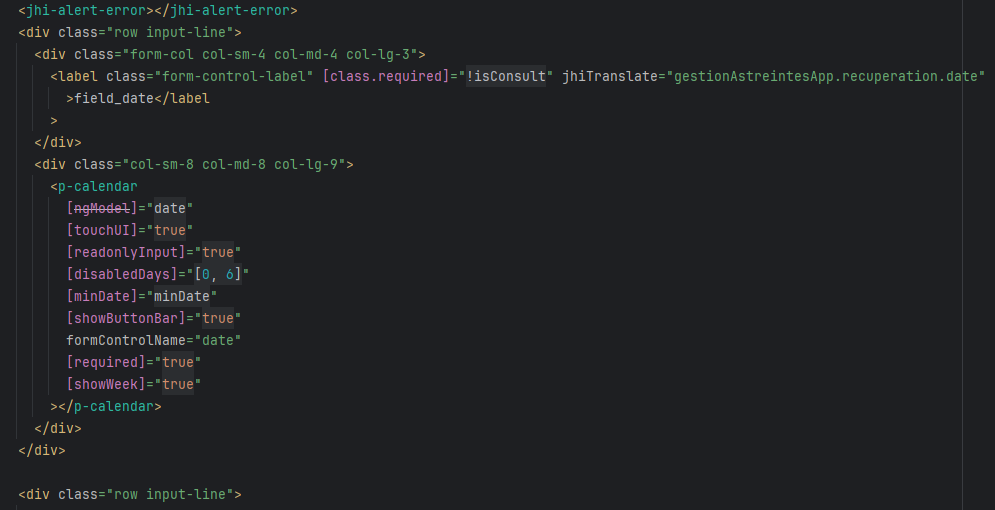 <jhi-alert-error></jhi-alert-error>
<div class="row input-line">
<div class="form-col col-sm-4 col-md-4 col-lg-3">
<label class="form-control-label" [class.required]="!isConsult" jhiTranslate="gestionAstreintesApp.recuperation.date"
>field_date</label
>
</div>
<div class="col-sm-8 col-md-8 col-lg-9">
<p-calendar
[ngModel]="date"
[touchUI]="true"
[readonlyInput]="true"
[disabledDays]="[0, 6]"
[minDate]="minDate"
[showButtonBar]="true"
formControlName="date"
[required]="true"
[showWeek]="true"
></p-calendar>
</div>
</div>
<div class="row input-line">